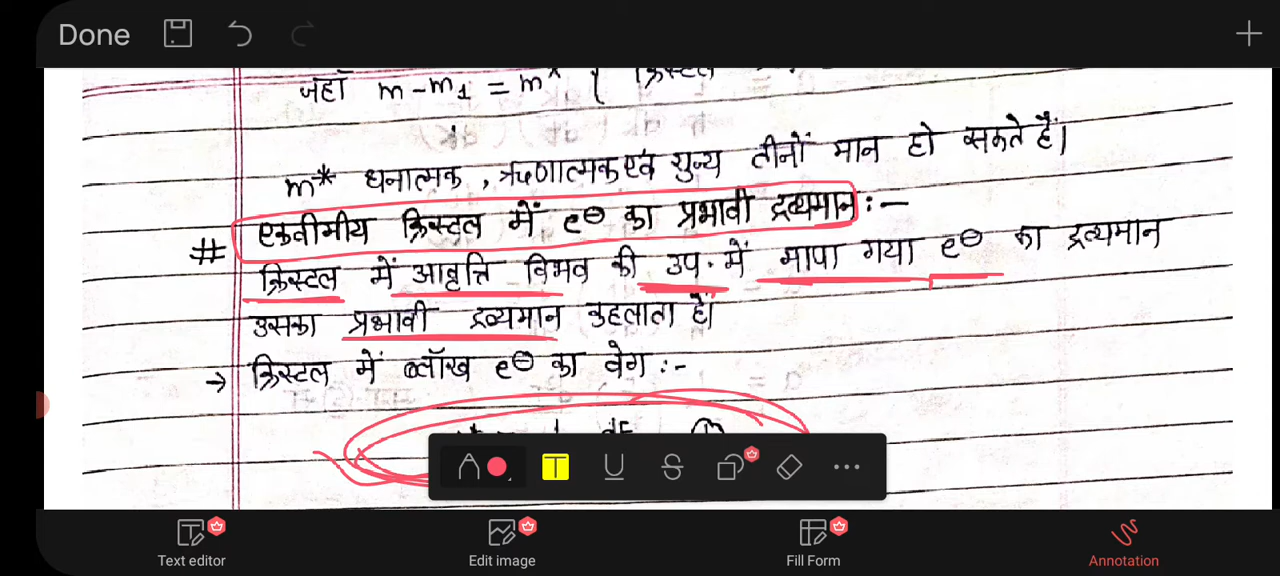 Done
जहाँ m - m₁ = m* { क्रिस्टल
m* धनात्मक , ऋणात्मक एवं शुन्य तीनों मान हो सकते हैं।
# एकवीमीय क्रिस्टल में e⊖ का प्रभावी द्रव्यमान :-
क्रिस्टल में आवृत्ति विभव की उप. में मापा गया e⊖ का द्रव्यमान
उसका प्रभावी द्रव्यमान कहलाता है।
→ क्रिस्टल में ब्लॉख e⊖ का वेग :-
Text editor
Edit image
Fill Form
Annotation